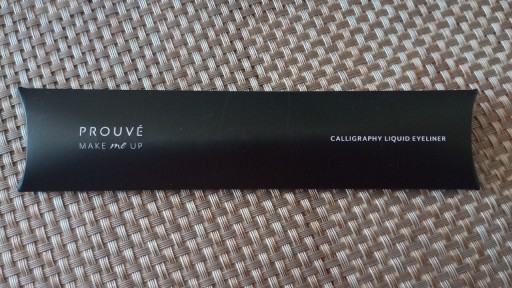 PROUVÉ
MAKE me UP
CALLIGRAPHY LIQUID EYELINER